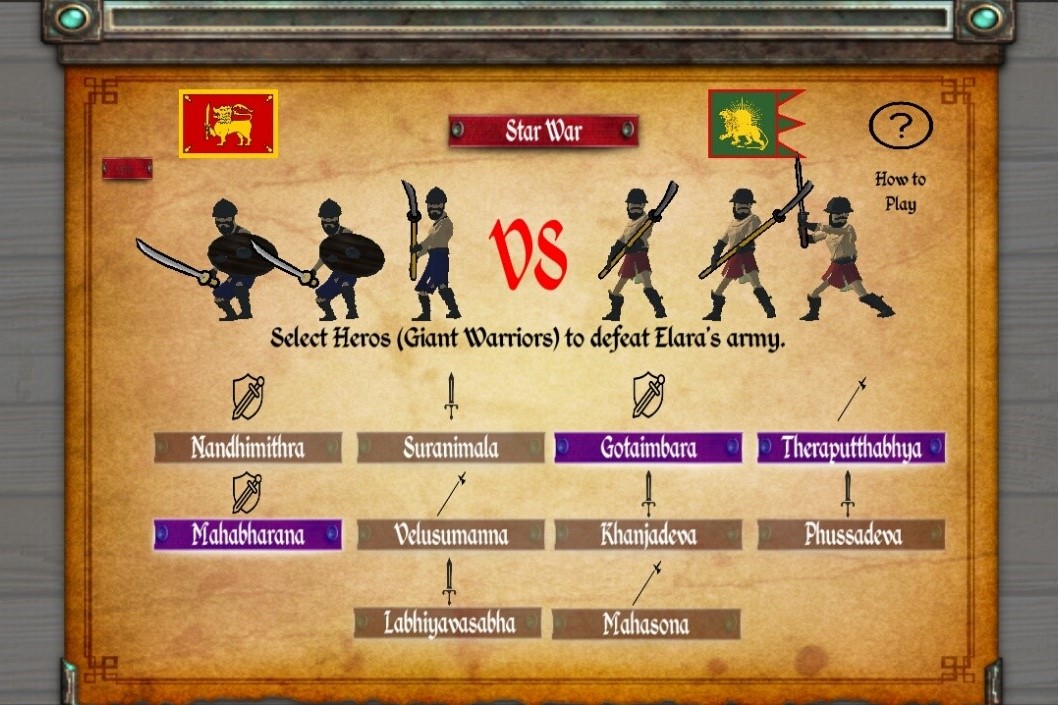 Star War
?
How to
Play
VS
Select Heros (Giant Warriors) to defeat Elara's army.
Nandhimithra
Suranimala
Gotaimbara
Theraputthabhya
Mahabharana
Velusumanna
Khanjadeva
Phussadeva
Labhiyavasabha
Mahasona